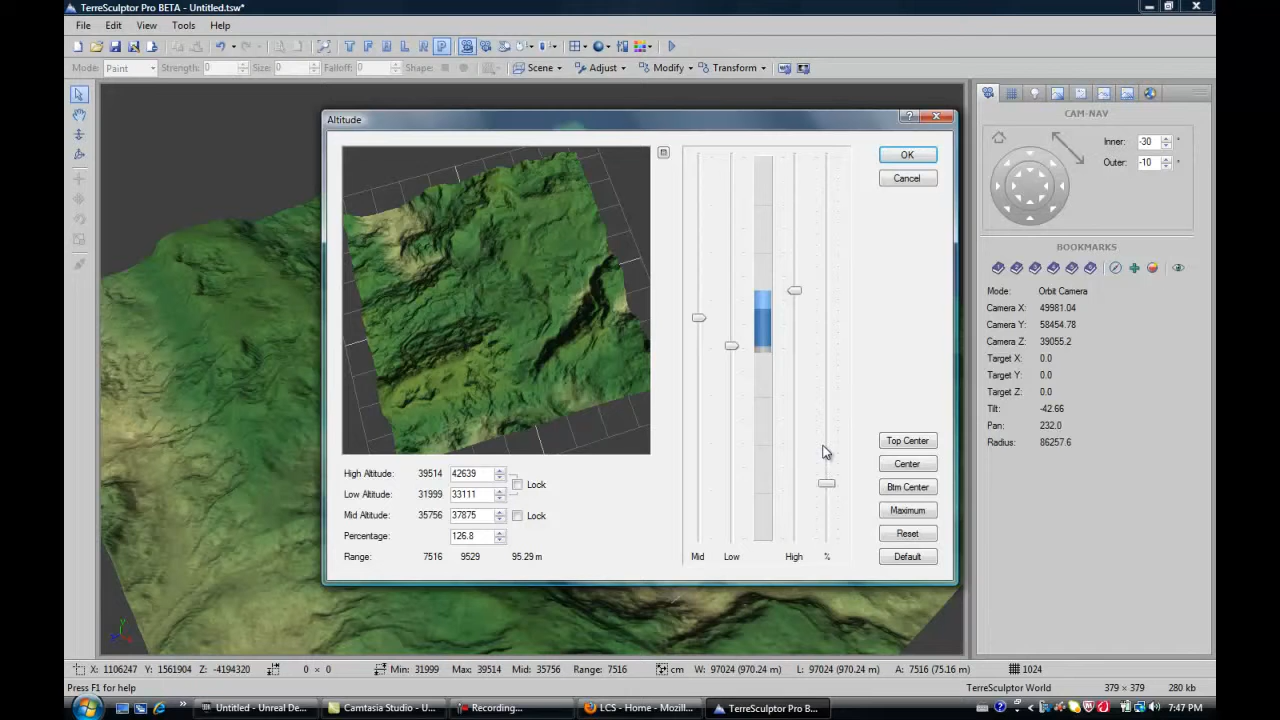 TerreSculptor Pro BETA - Untitled.tsw*
File Edit View Tools Help
T F B L R P
Mode: Paint Strength: 0 Size: 0 Falloff: 0 Shape: Scene Adjust Modify Transform
Altitude
OK
Cancel
Top Center
Center
Btm Center
Maximum
Reset
Default
High Altitude: 39514 42639
Lock
Low Altitude: 31999 33111
Mid Altitude: 35756 37875 Lock
Percentage: 126.8
Range: 7516 9529 95.29 m
Mid Low High %
CAM-NAV
Inner: -30 °
Outer: -10 °
BOOKMARKS
Mode: Orbit Camera
Camera X: 49981.04
Camera Y: 58454.78
Camera Z: 39055.2
Target X: 0.0
Target Y: 0.0
Target Z: 0.0
Tilt: -42.66
Pan: 232.0
Radius: 86257.6
X: 1106247 Y: 1561904 Z: -4194320 0 × 0 Min: 31999 Max: 39514 Mid: 35756 Range: 7516 cm W: 97024 (970.24 m) L: 97024 (970.24 m) A: 7516 (75.16 m) 1024
Press F1 for help TerreSculptor World 379 × 379 280 kb
Untitled - Unreal De... Camtasia Studio - U... Recording... LCS - Home - Mozill... TerreSculptor Pro B... 7:47 PM